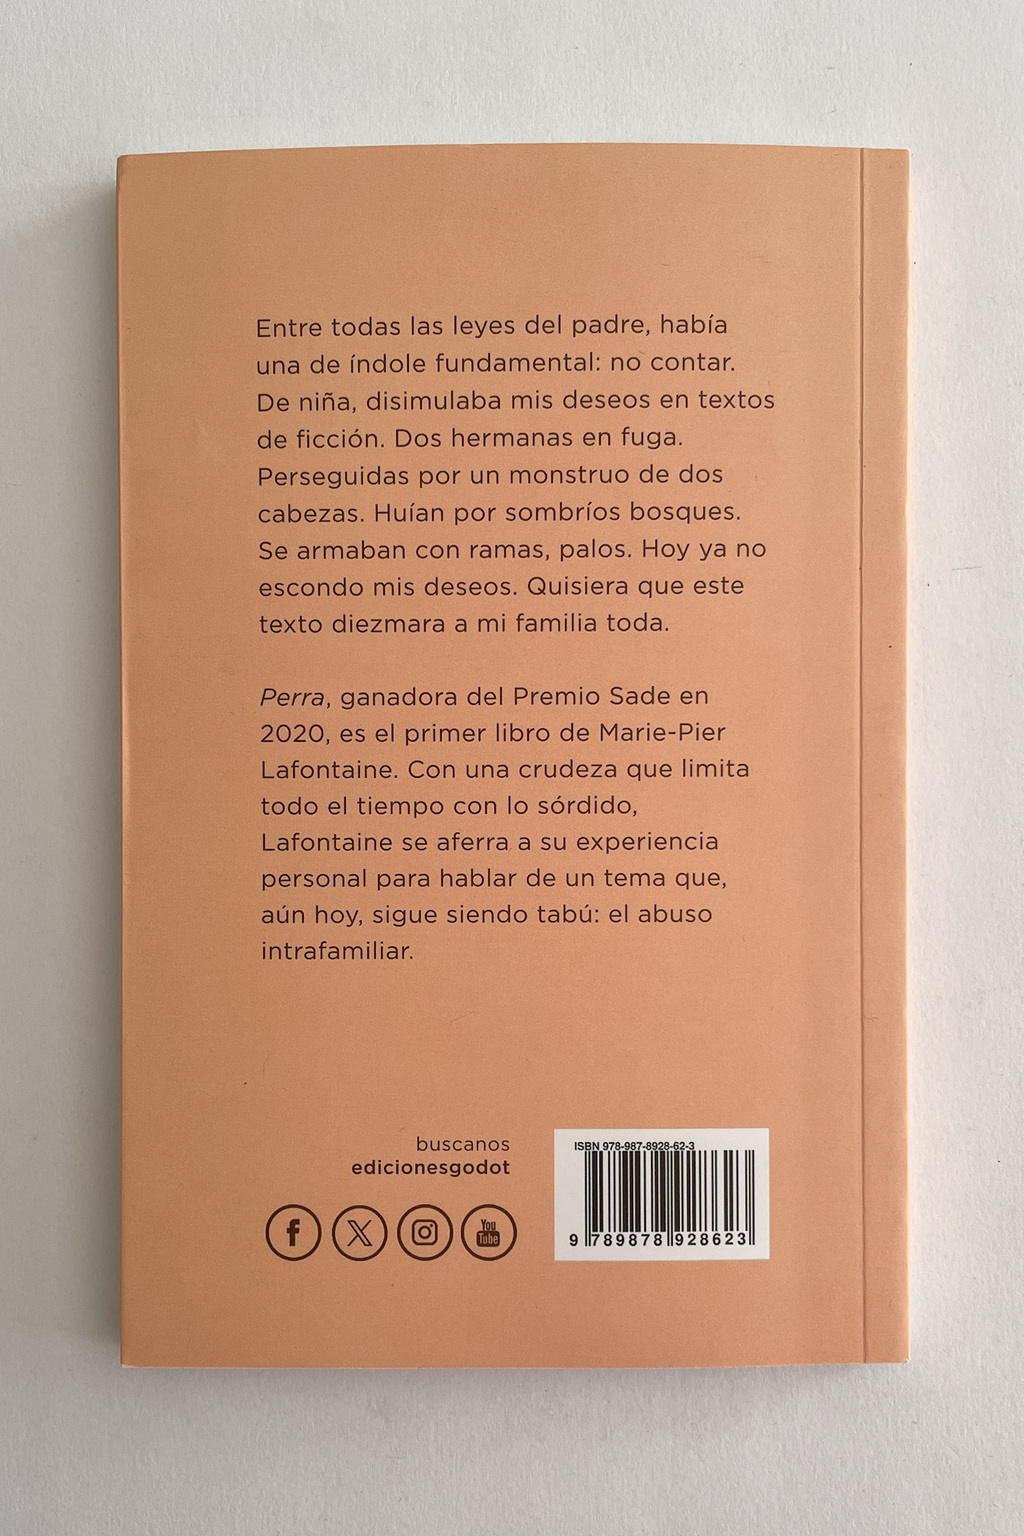 Entre todas las leyes del padre, había
una de índole fundamental: no contar.
De niña, disimulaba mis deseos en textos
de ficción. Dos hermanas en fuga.
Perseguidas por un monstruo de dos
cabezas. Huían por sombríos bosques.
Se armaban con ramas, palos. Hoy ya no
escondo mis deseos. Quisiera que este
texto diezmara a mi familia toda.
Perra, ganadora del Premio Sade en
2020, es el primer libro de Marie-Pier
Lafontaine. Con una crudeza que limita
todo el tiempo con lo sórdido,
Lafontaine se aferra a su experiencia
personal para hablar de un tema que,
aún hoy, sigue siendo tabú: el abuso
intrafamiliar.
buscanos
edicionesgodot
You
Tube
ISBN 978-987-8928-62-3
9 789878 928623